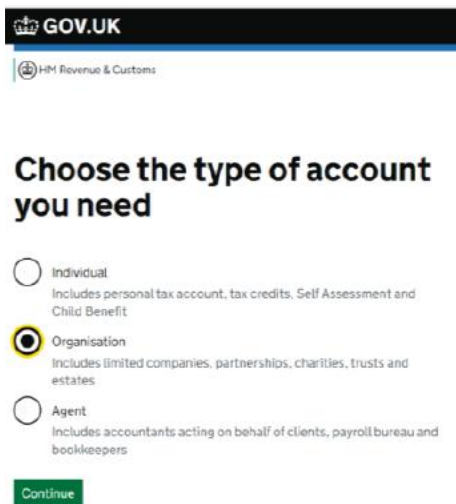 GOV.UK
HM Revenue & Customs
Choose the type of account
you need
Individual
Includes personal tax account, tax credits, Self Assessment and
Child Benefit
Organisation
Includes limited companies, partnerships, charities, trusts and
estates
Agent
Includes accountants acting on behalf of clients, payroll bureau and
bookkeepers
Continue